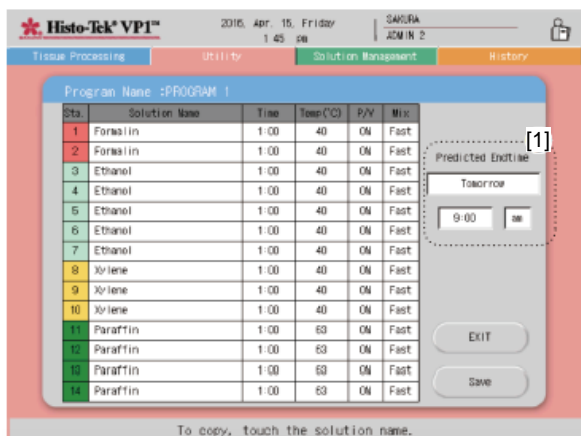 Histo-Tek® VP1™
2016, Apr. 15, Friday
1 45 pm
SAKURA
ADMIN 2
Tissue Processing Utility Solution Management History
Program Name :PROGRAM 1
Sta. Solution Name Time Temp(°C) P/V Mix
1 Formalin 1:00 40 ON Fast
2 Formalin 1:00 40 ON Fast
3 Ethanol 1:00 40 ON Fast
4 Ethanol 1:00 40 ON Fast
5 Ethanol 1:00 40 ON Fast
6 Ethanol 1:00 40 ON Fast
7 Ethanol 1:00 40 ON Fast
8 Xylene 1:00 40 ON Fast
9 Xylene 1:00 40 ON Fast
10 Xylene 1:00 40 ON Fast
11 Paraffin 1:00 63 ON Fast
12 Paraffin 1:00 63 ON Fast
13 Paraffin 1:00 63 ON Fast
14 Paraffin 1:00 63 ON Fast
[1]
Predicted Endtime
Tomorrow
9:00 am
EXIT
Save
To copy, touch the solution name.